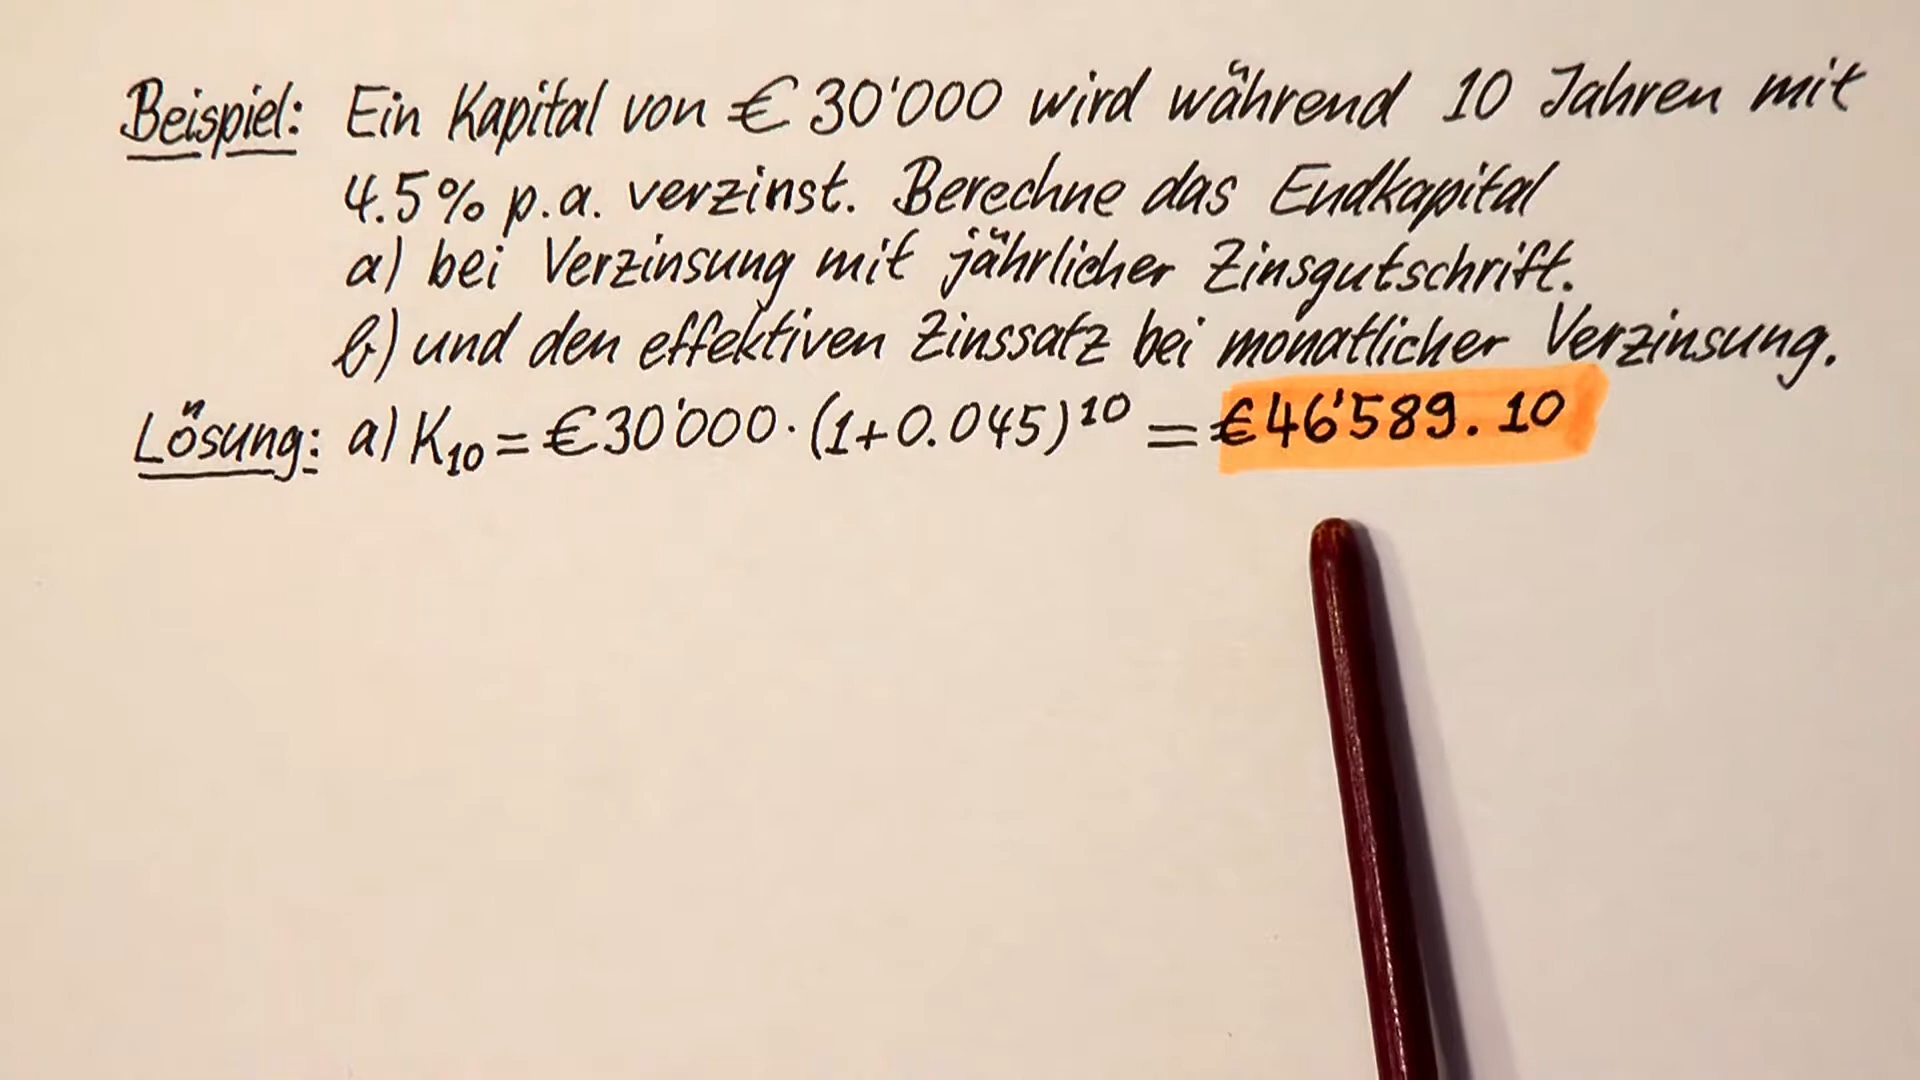 Beispiel: Ein Kapital von € 30'000 wird während 10 Jahren mit
4.5% p.a. verzinst. Berechne das Endkapital
a) bei Verzinsung mit jährlicher Zinsgutschrift.
b) und den effektiven Zinssatz bei monatlicher Verzinsung.
Lösung: a) K₁₀ = € 30'000 · (1+0.045)¹⁰ = € 46'589.10